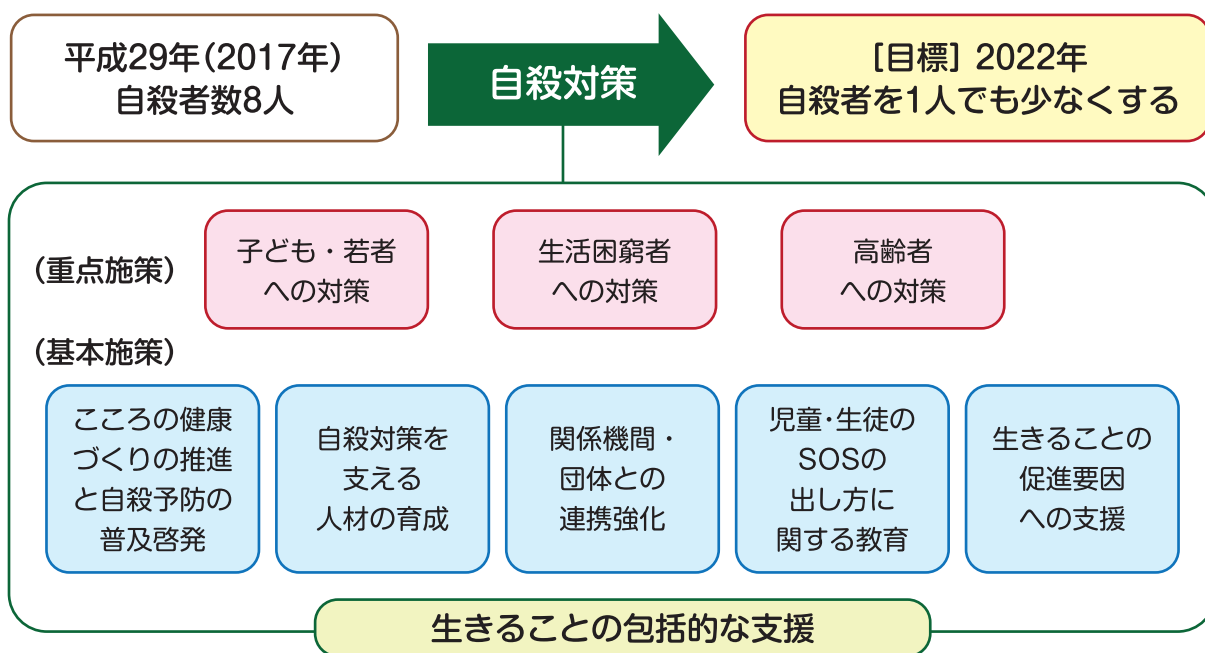 平成29年(2017年)
自殺者数8人
自殺対策
[目標] 2022年
自殺者を1人でも少なくする
(重点施策)
子ども・若者
への対策
生活困窮者
への対策
高齢者
への対策
(基本施策)
こころの健康
づくりの推進
と自殺予防の
普及啓発
自殺対策を
支える
人材の育成
関係機関・
団体との
連携強化
児童・生徒の
SOSの
出し方に
関する教育
生きることの
促進要因
への支援
生きることの包括的な支援